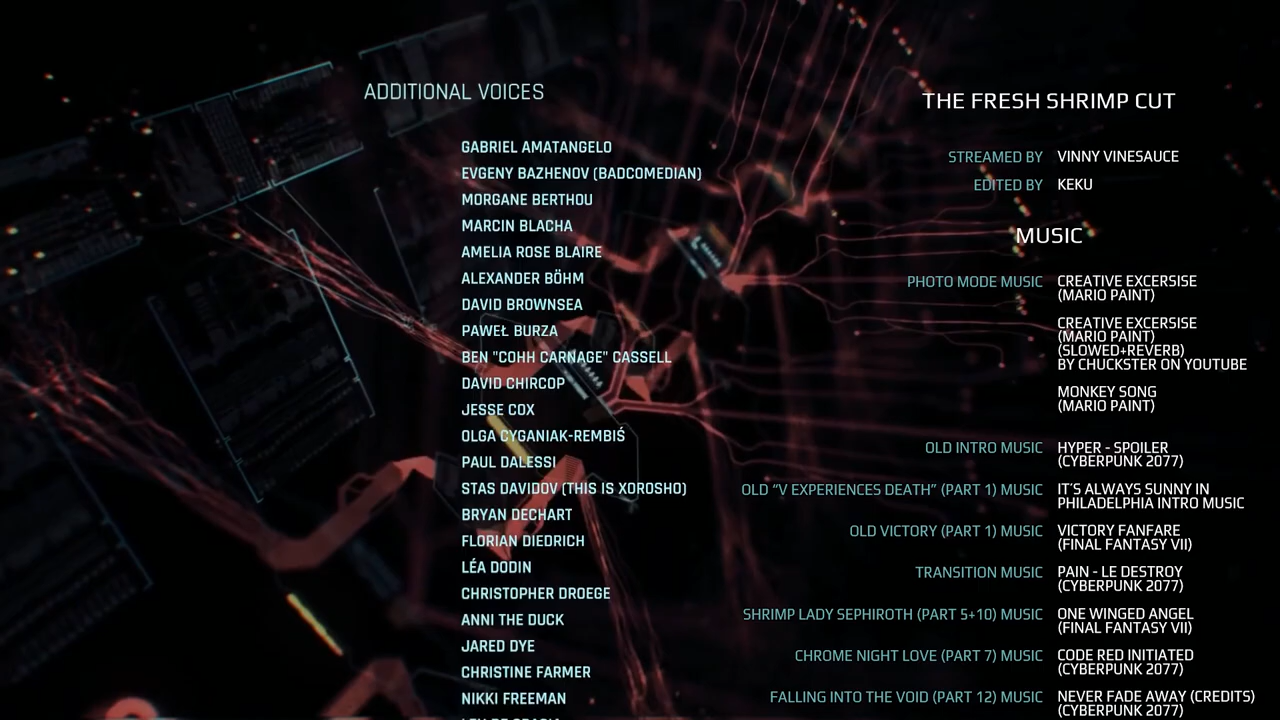 ADDITIONAL VOICES
GABRIEL AMATANGELO
EVGENY BAZHENOV (BADCOMEDIAN)
MORGANE BERTHOU
MARCIN BLACHA
AMELIA ROSE BLAIRE
ALEXANDER BÖHM
DAVID BROWNSEA
PAWEŁ BURZA
BEN "COHH CARNAGE" CASSELL
DAVID CHIRCOP
JESSE COX
OLGA CYGANIAK-REMBIŚ
PAUL DALESSI
STAS DAVIDOV (THIS IS XOROSHO)
BRYAN DECHART
FLORIAN DIEDRICH
LÉA DODIN
CHRISTOPHER DROEGE
ANNI THE DUCK
JARED DYE
CHRISTINE FARMER
NIKKI FREEMAN
THE FRESH SHRIMP CUT
STREAMED BY VINNY VINESAUCE
EDITED BY KEKU
MUSIC
PHOTO MODE MUSIC CREATIVE EXCERSISE
(MARIO PAINT)
CREATIVE EXCERSISE
(MARIO PAINT)
(SLOWED+REVERB)
BY CHUCKSTER ON YOUTUBE
MONKEY SONG
(MARIO PAINT)
OLD INTRO MUSIC HYPER - SPOILER
(CYBERPUNK 2077)
OLD “V EXPERIENCES DEATH” (PART 1) MUSIC IT'S ALWAYS SUNNY IN
PHILADELPHIA INTRO MUSIC
OLD VICTORY (PART 1) MUSIC VICTORY FANFARE
(FINAL FANTASY VII)
TRANSITION MUSIC PAIN - LE DESTROY
(CYBERPUNK 2077)
SHRIMP LADY SEPHIROTH (PART 5+10) MUSIC ONE WINGED ANGEL
(FINAL FANTASY VII)
CHROME NIGHT LOVE (PART 7) MUSIC CODE RED INITIATED
(CYBERPUNK 2077)
FALLING INTO THE VOID (PART 12) MUSIC NEVER FADE AWAY (CREDITS)
(CYBERPUNK 2077)